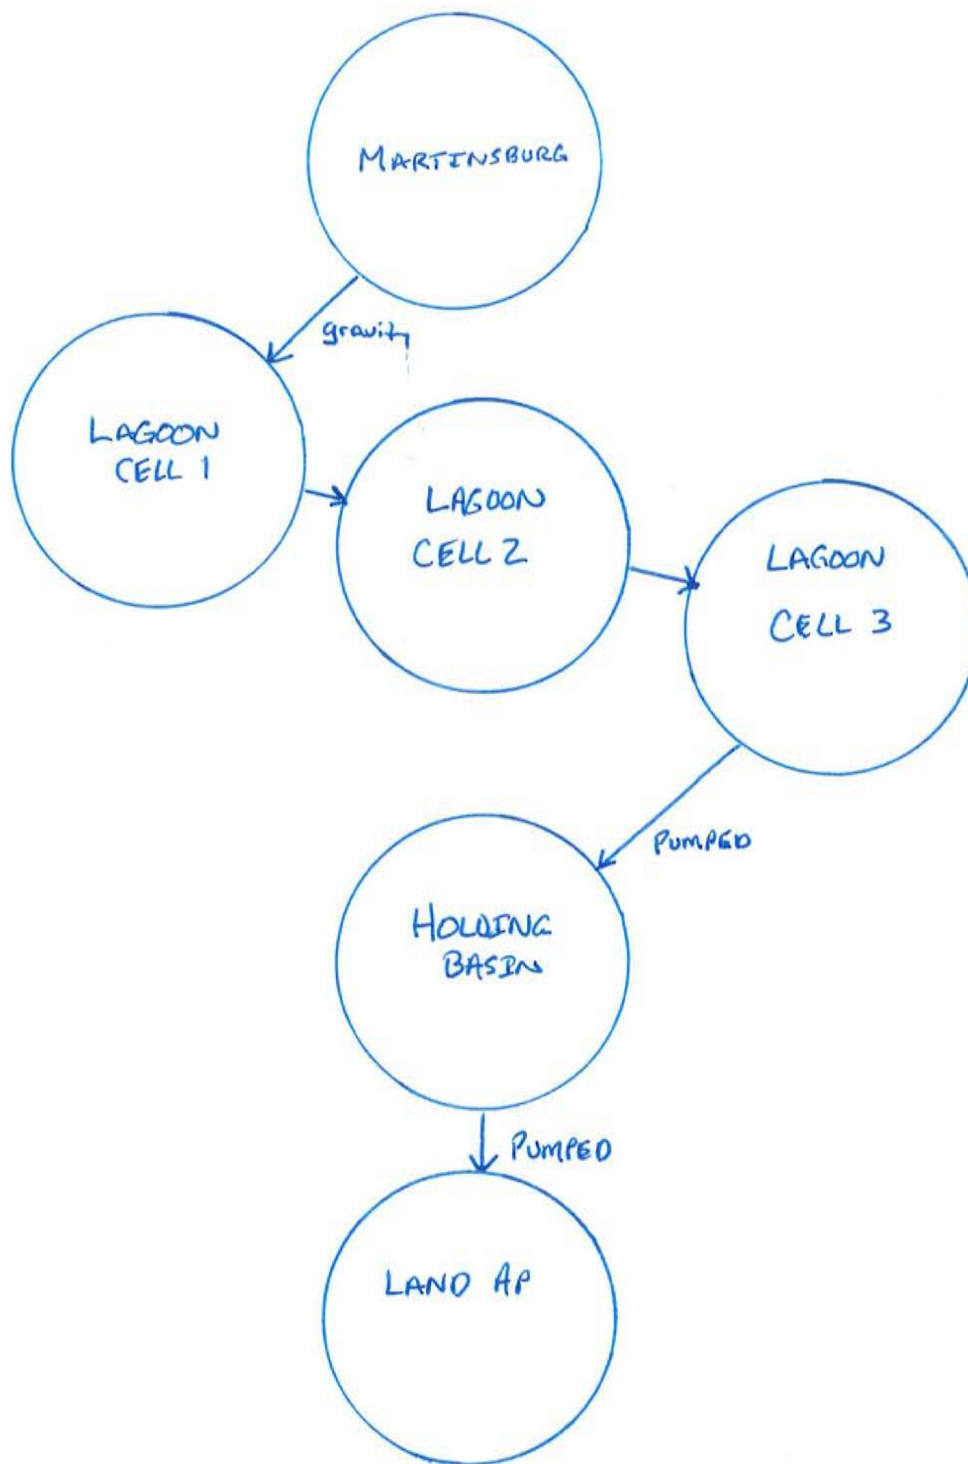 MARTINSBURG
gravity
LAGOON
CELL 1
LAGOON
CELL 2
LAGOON
CELL 3
PUMPED
HOLDING
BASIN
PUMPED
LAND AP